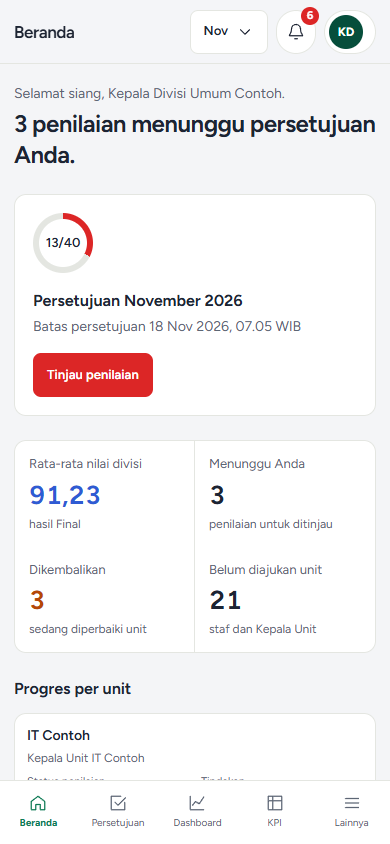 Beranda
Nov
6
KD
Selamat siang, Kepala Divisi Umum Contoh.
3 penilaian menunggu persetujuan
Anda.
13/40
Persetujuan November 2026
Batas persetujuan 18 Nov 2026, 07.05 WIB
Tinjau penilaian
Rata-rata nilai divisi
91,23
hasil Final
Menunggu Anda
3
penilaian untuk ditinjau
Dikembalikan
3
sedang diperbaiki unit
Belum diajukan unit
21
staf dan Kepala Unit
Progres per unit
IT Contoh
Kepala Unit IT Contoh
Beranda
Persetujuan
Dashboard
KPI
Lainnya